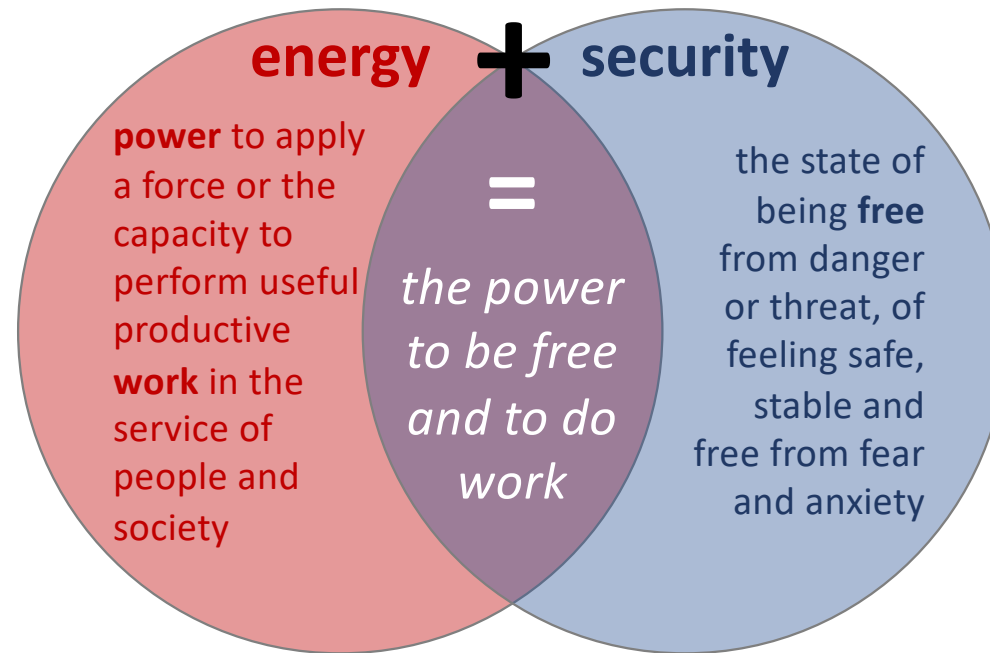 energy + security
power to apply
a force or the
capacity to
perform useful
productive
work in the
service of
people and
society
=
the power
to be free
and to do
work
the state of
being free
from danger
or threat, of
feeling safe,
stable and
free from fear
and anxiety